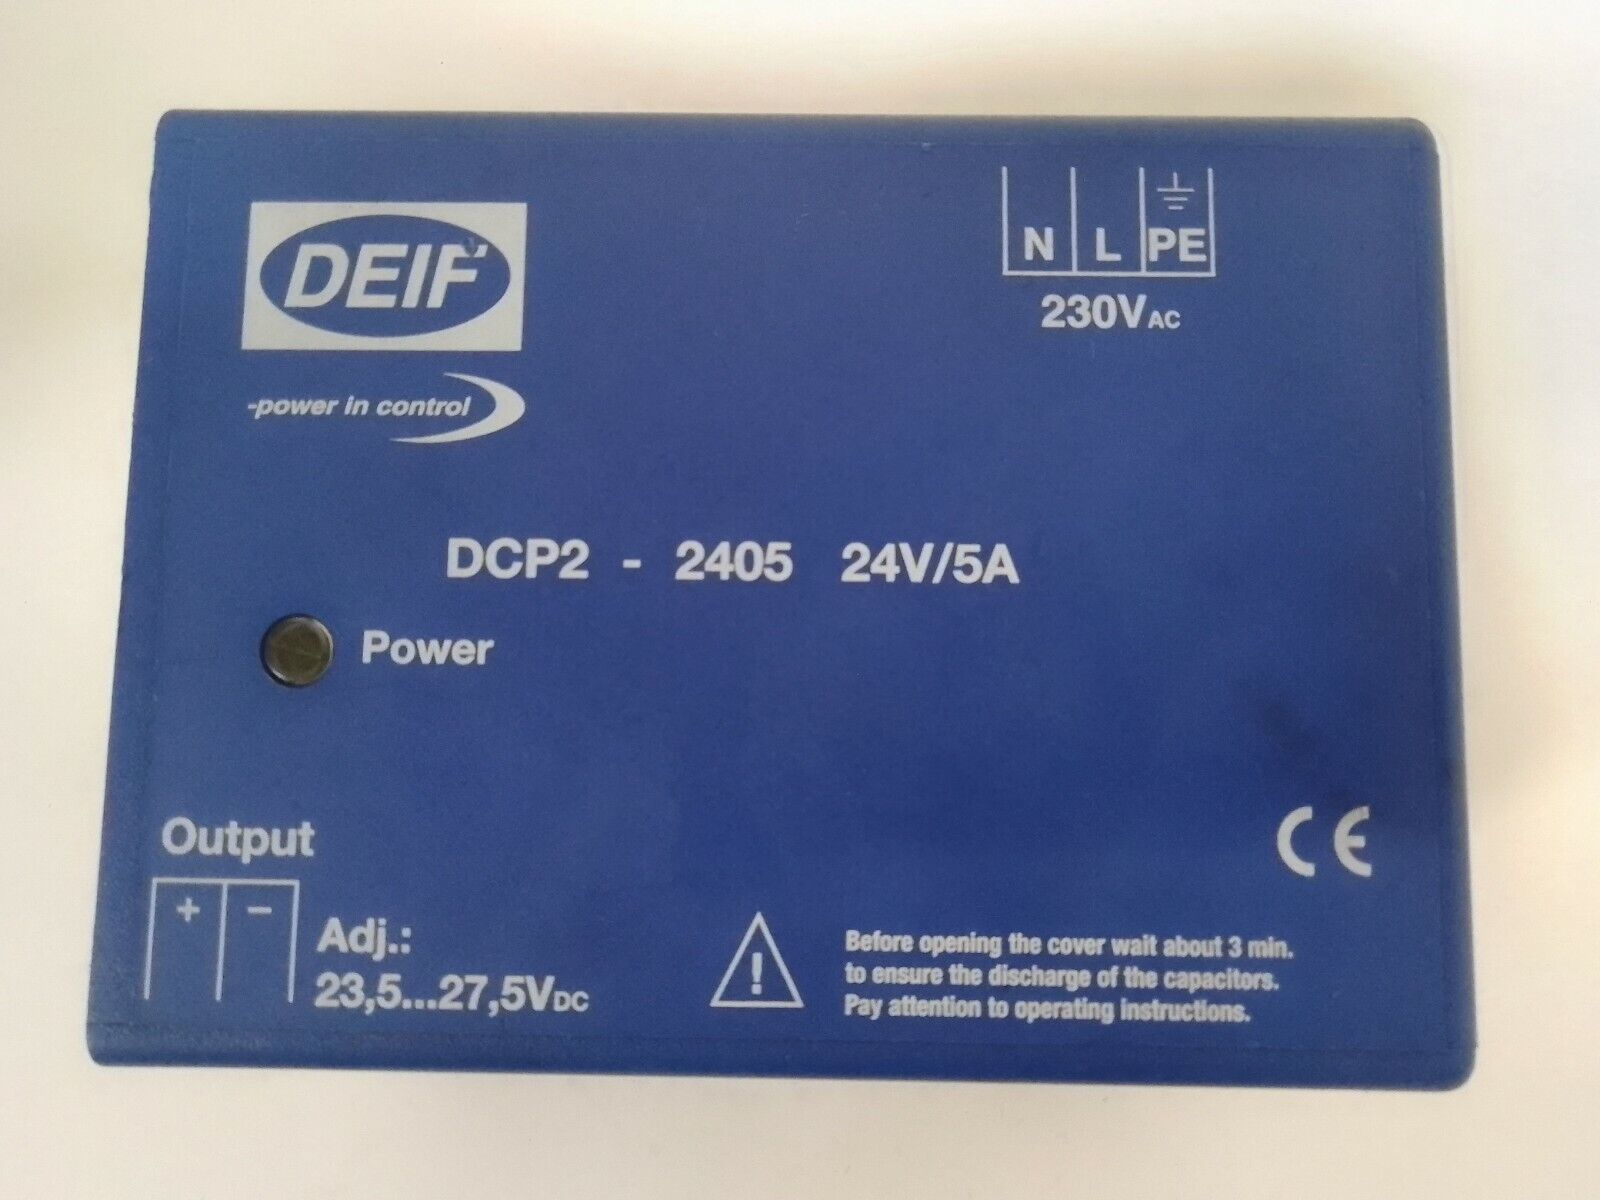 DEIF
-power in control
N L PE
230VAC
DCP2 - 2405 24V/5A
Power
Output
+ -
Adj.:
23,5...27,5VDC
CE
!
Before opening the cover wait about 3 min.
to ensure the discharge of the capacitors.
Pay attention to operating instructions.